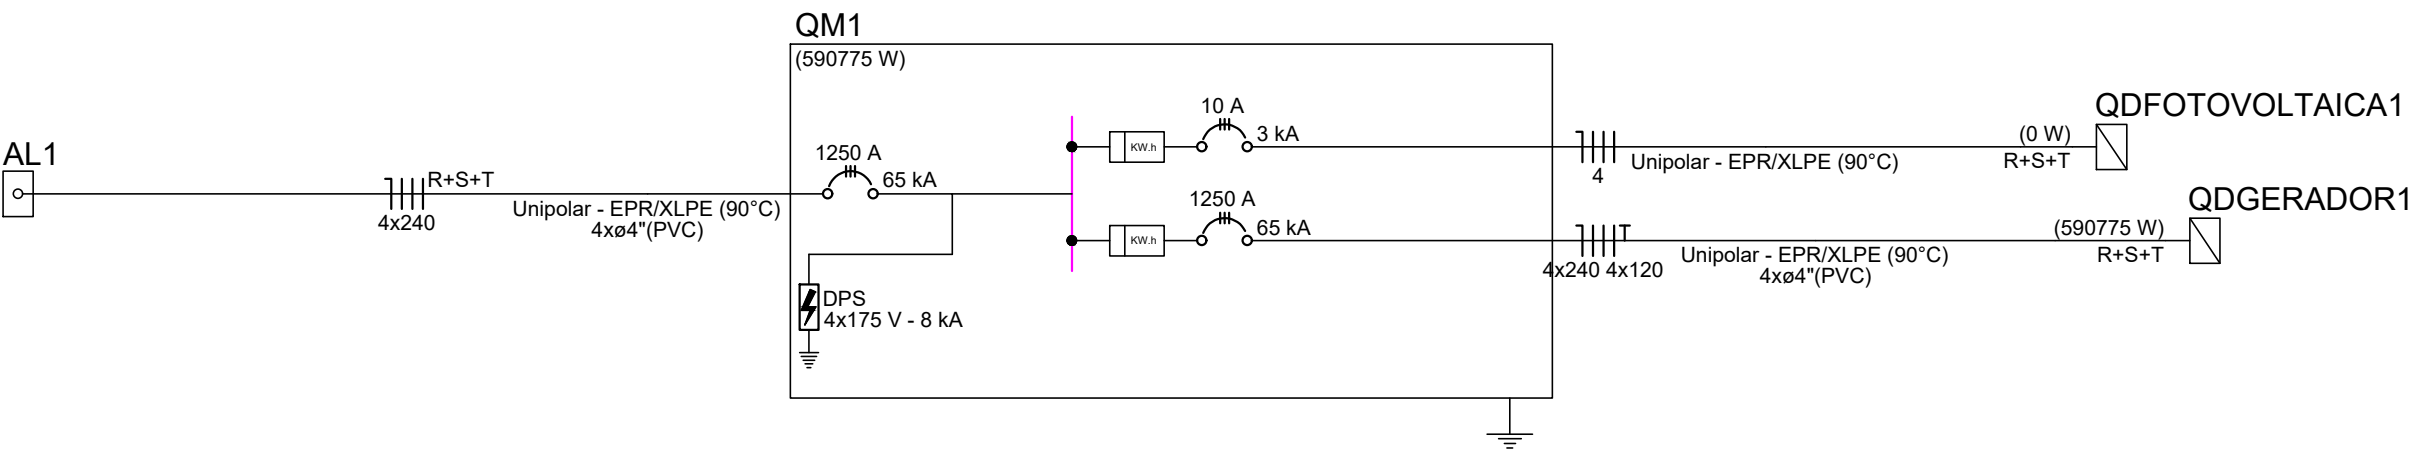 QM1
(590775 W)
AL1
R+S+T
4x240
Unipolar - EPR/XLPE (90°C)
4xø4"(PVC)
1250 A
65 kA
DPS
4x175 V - 8 kA
KW.h
10 A
3 kA
4
Unipolar - EPR/XLPE (90°C)
(0 W)
R+S+T
QDFOTOVOLTAICA1
KW.h
1250 A
65 kA
4x240 4x120
Unipolar - EPR/XLPE (90°C)
4xø4"(PVC)
(590775 W)
R+S+T
QDGERADOR1